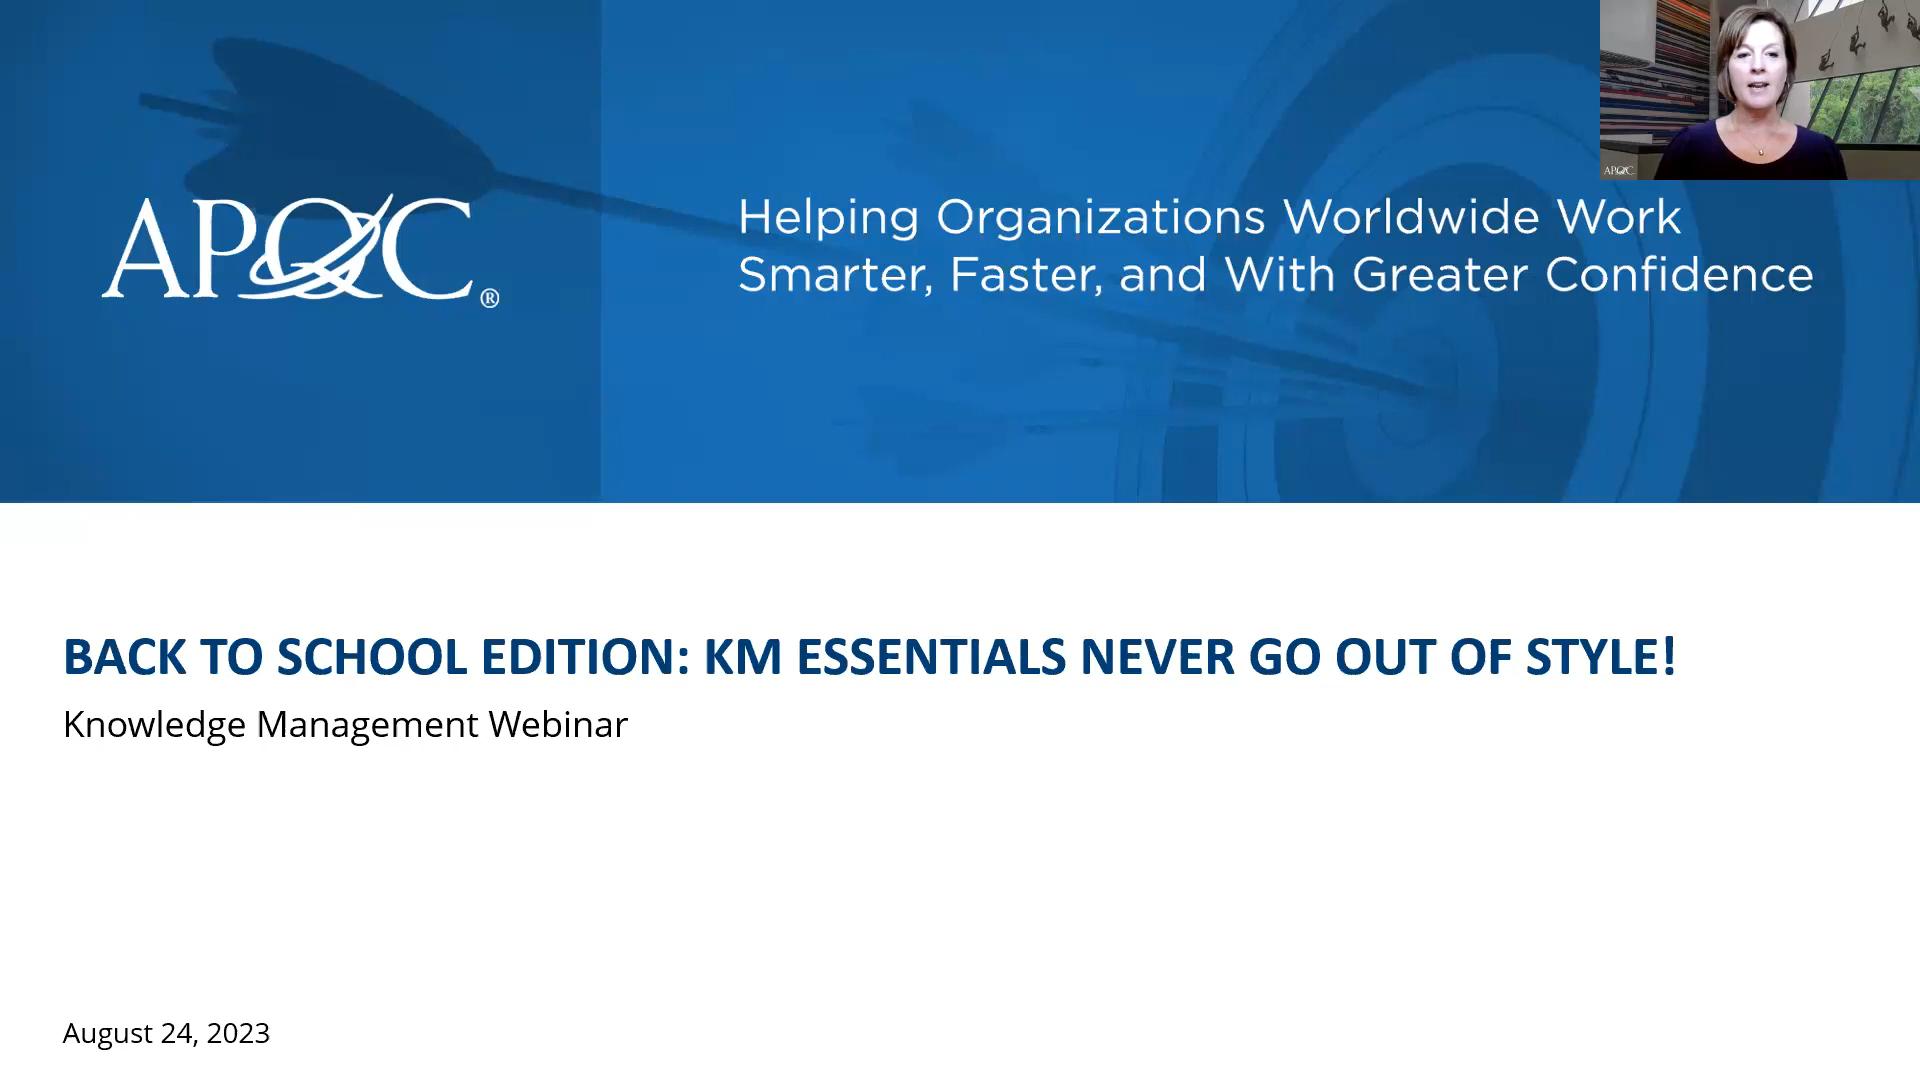 APQC
APQC®
Helping Organizations Worldwide Work
Smarter, Faster, and With Greater Confidence
BACK TO SCHOOL EDITION: KM ESSENTIALS NEVER GO OUT OF STYLE!
Knowledge Management Webinar
August 24, 2023